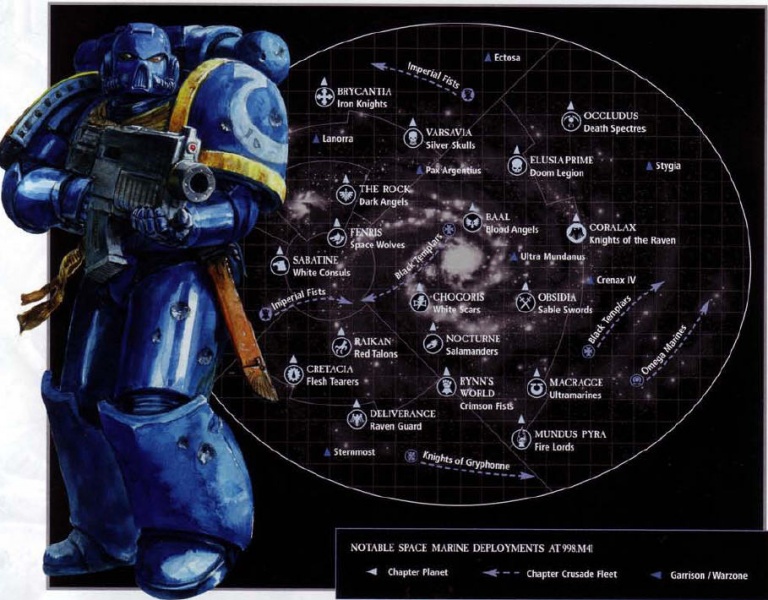 Imperial Fists
Ectosa
BRYCANTIA
Iron Knights
OCCLUDUS
Death Spectres
VARSAVIA
Silver Skulls
Lanorra
ELUSIA PRIME
Doom Legion
Stygia
Pax Argentius
THE ROCK
Dark Angels
BAAL
Blood Angels
CORALAX
Knights of the Raven
FENRIS
Space Wolves
Black Templars
SABATINE
White Consuls
Ultra Mundanus
Crenax IV
Imperial Fists
CHOGORIS
White Scars
OBSIDIA
Sable Swords
Black Templars
Omega Marines
RAIKAN
Red Talons
NOCTURNE
Salamanders
CRETACIA
Flesh Tearers
RYNN'S
WORLD
Crimson Fists
MACRAGGE
Ultramarines
DELIVERANCE
Raven Guard
MUNDUS PYRA
Fire Lords
Sternmost
Knights of Gryphonne
NOTABLE SPACE MARINE DEPLOYMENTS AT 998.M41
Chapter Planet
Chapter Crusade Fleet
Garrison / Warzone